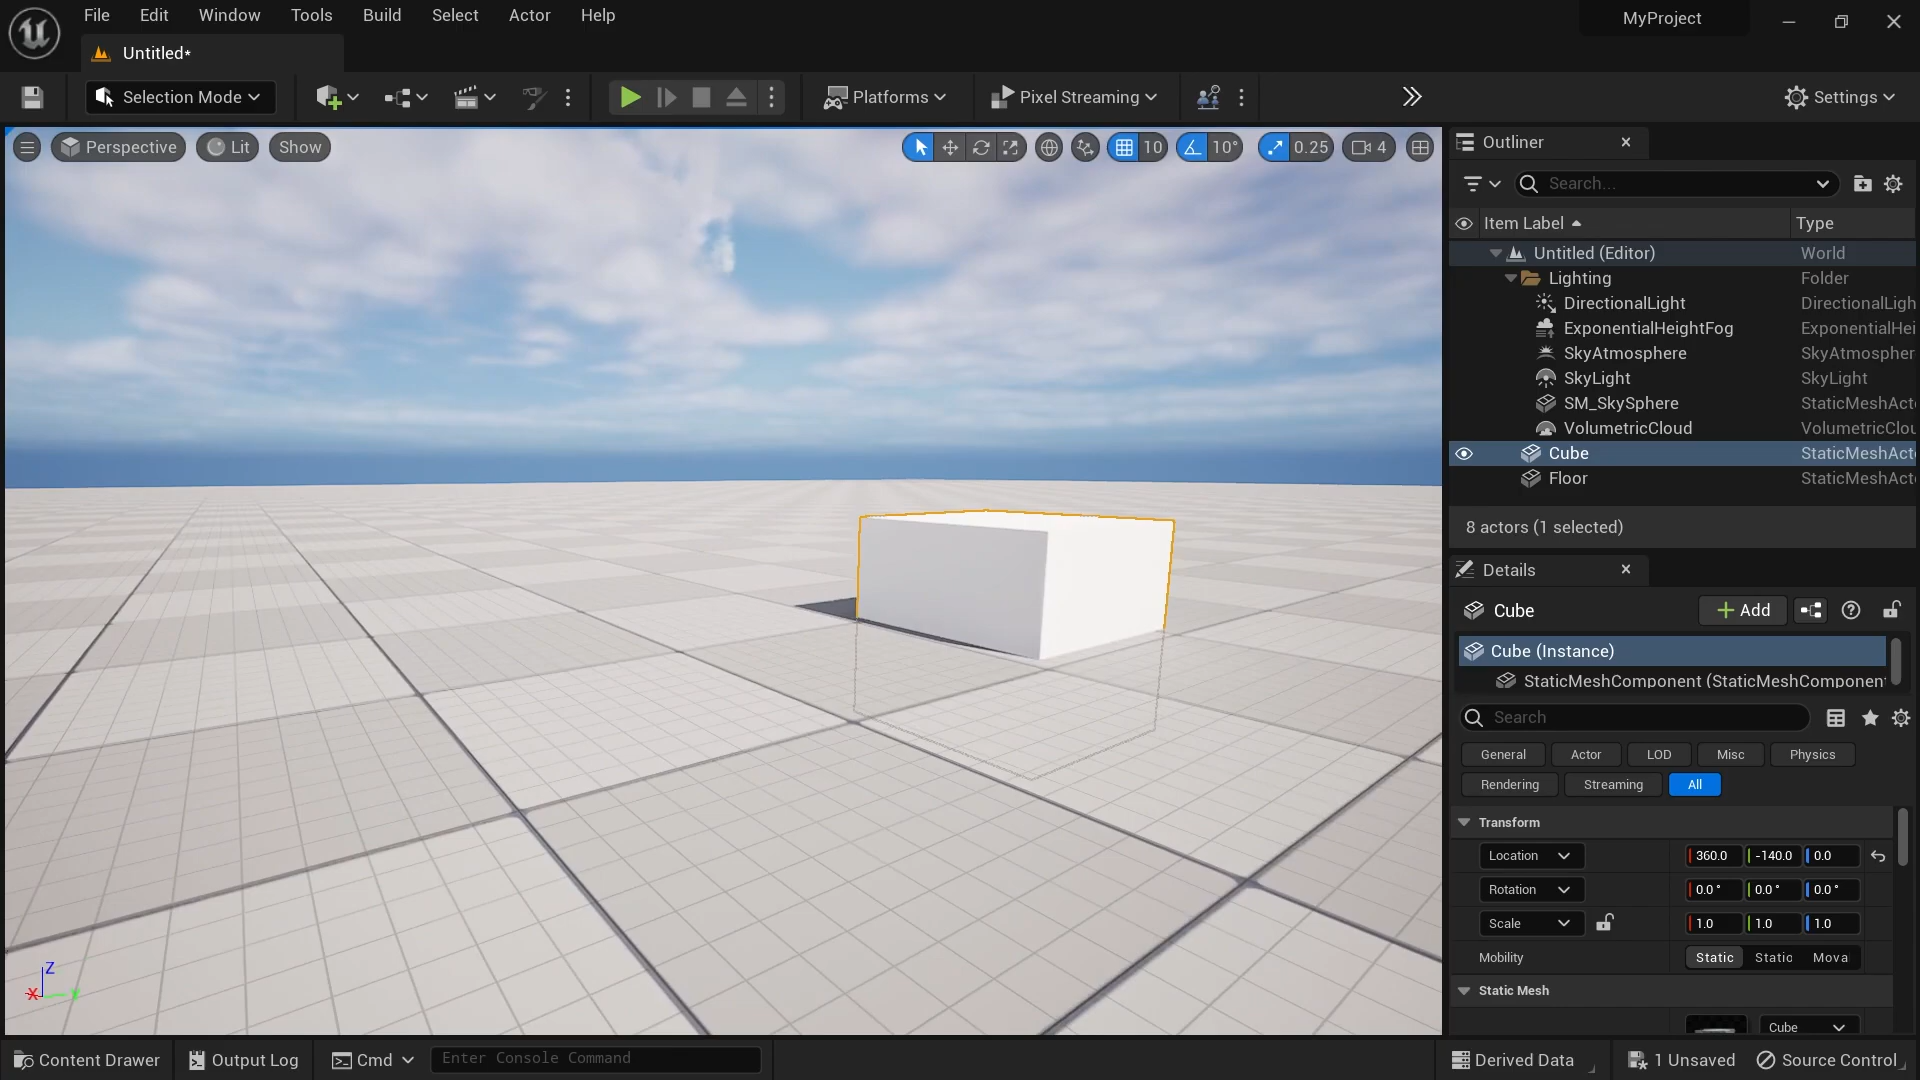 File Edit Window Tools Build Select Actor Help MyProject
Untitled*
Selection Mode Platforms Pixel Streaming Settings
Perspective Lit Show 10 10° 0.25 4
Outliner
Search...
Item Label Type
Untitled (Editor) World
Lighting Folder
DirectionalLight DirectionalLigh
ExponentialHeightFog ExponentialHei
SkyAtmosphere SkyAtmospher
SkyLight SkyLight
SM_SkySphere StaticMeshAct
VolumetricCloud VolumetricClou
Cube StaticMeshAct
Floor StaticMeshAct
8 actors (1 selected)
Details
Cube Add
Cube (Instance)
StaticMeshComponent (StaticMeshComponent
Search
General Actor LOD Misc Physics
Rendering Streaming All
Transform
Location 360.0 -140.0 0.0
Rotation 0.0° 0.0° 0.0°
Scale 1.0 1.0 1.0
Mobility Static Static Mova
Static Mesh
Cube
Z
X Y
Content Drawer Output Log Cmd Enter Console Command Derived Data 1 Unsaved Source Control